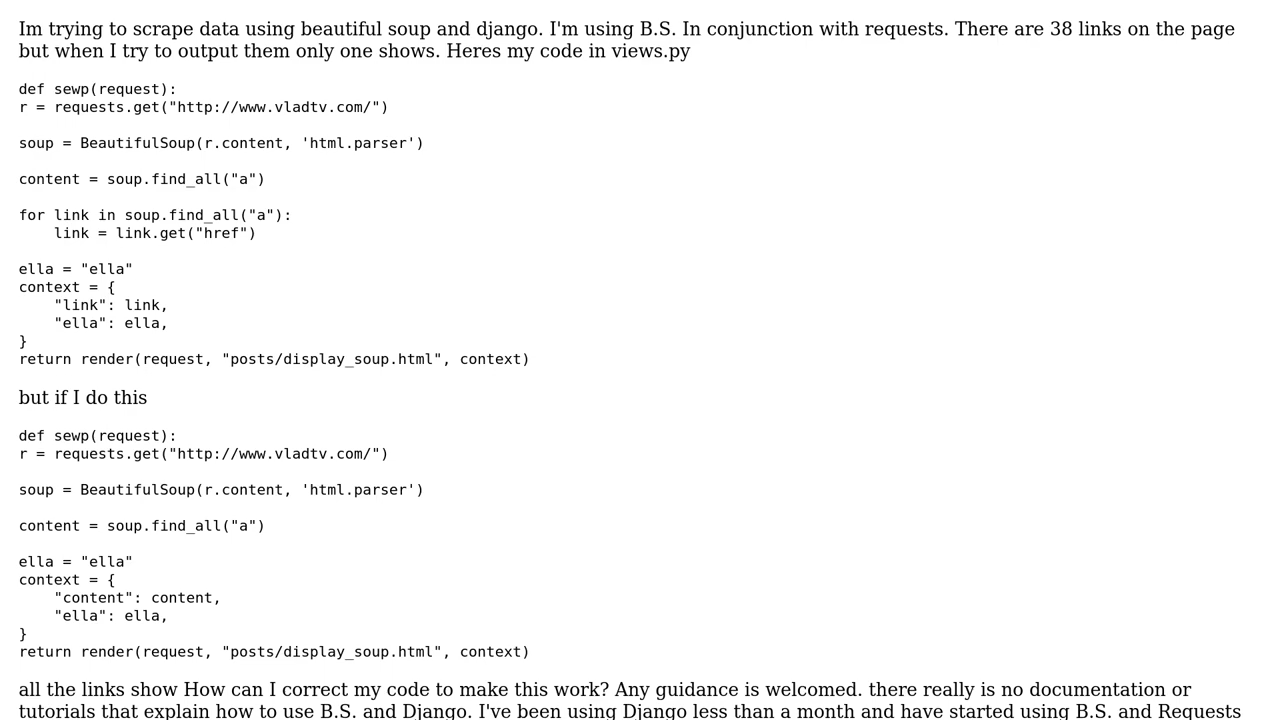 Im trying to scrape data using beautiful soup and django. I'm using B.S. In conjunction with requests. There are 38 links on the page
but when I try to output them only one shows. Heres my code in views.py
def sewp(request):
r = requests.get("http://www.vladtv.com/")
soup = BeautifulSoup(r.content, 'html.parser')
content = soup.find_all("a")
for link in soup.find_all("a"):
    link = link.get("href")
ella = "ella"
context = {
    "link": link,
    "ella": ella,
}
return render(request, "posts/display_soup.html", context)
but if I do this
def sewp(request):
r = requests.get("http://www.vladtv.com/")
soup = BeautifulSoup(r.content, 'html.parser')
content = soup.find_all("a")
ella = "ella"
context = {
    "content": content,
    "ella": ella,
}
return render(request, "posts/display_soup.html", context)
all the links show How can I correct my code to make this work? Any guidance is welcomed. there really is no documentation or
tutorials that explain how to use B.S. and Django. I've been using Django less than a month and have started using B.S. and Requests